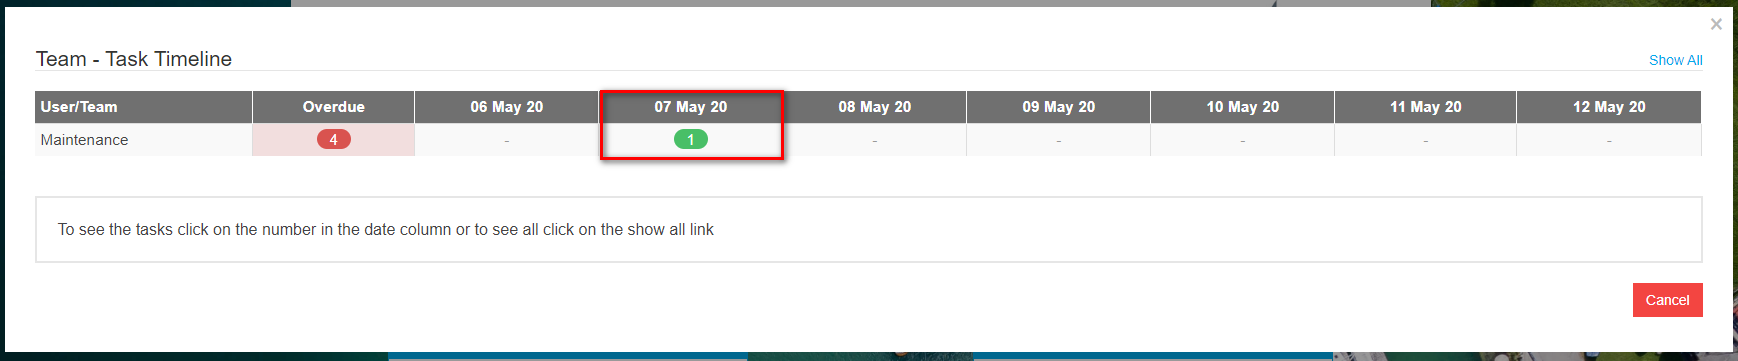 ×
Team - Task Timeline
Show All
User/Team Overdue 06 May 20 07 May 20 08 May 20 09 May 20 10 May 20 11 May 20 12 May 20
Maintenance 4 - 1 - - - - -
To see the tasks click on the number in the date column or to see all click on the show all link
Cancel